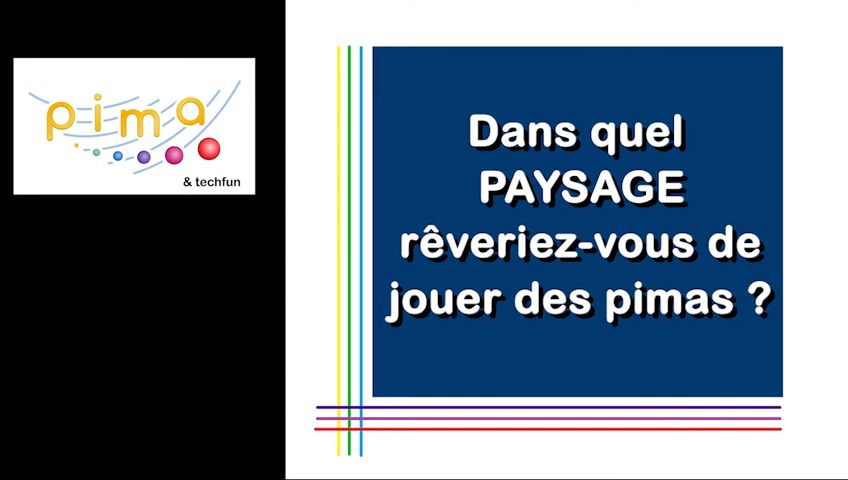 pima
& techfun
Dans quel
PAYSAGE
rêveriez-vous de
jouer des pimas ?